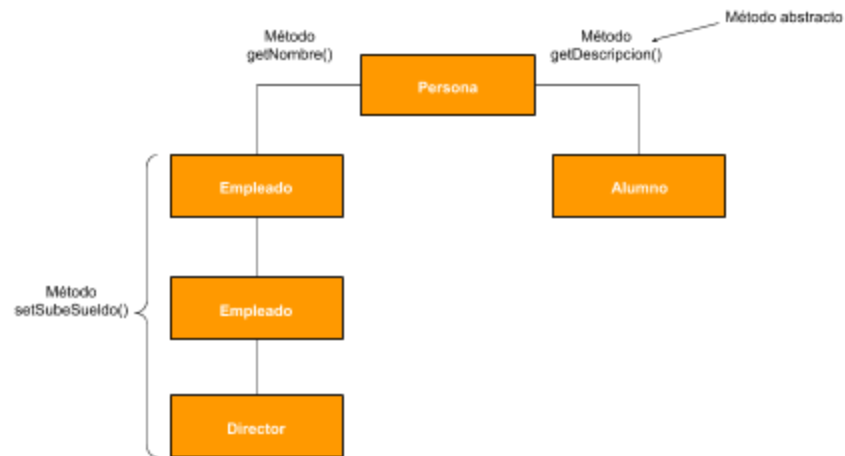 Método abstracto
Método
getNombre()
Método
getDescripcion()
Persona
Empleado
Alumno
Método
setSubeSueldo()
Empleado
Director